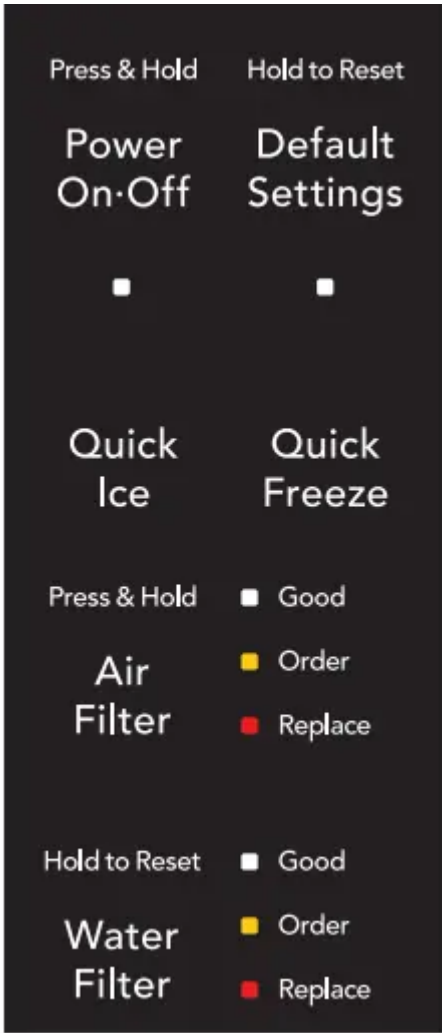 Press & Hold
Hold to Reset
Power
On·Off
Default
Settings
Quick
Ice
Quick
Freeze
Press & Hold
Air
Filter
Good
Order
Replace
Hold to Reset
Water
Filter
Good
Order
Replace